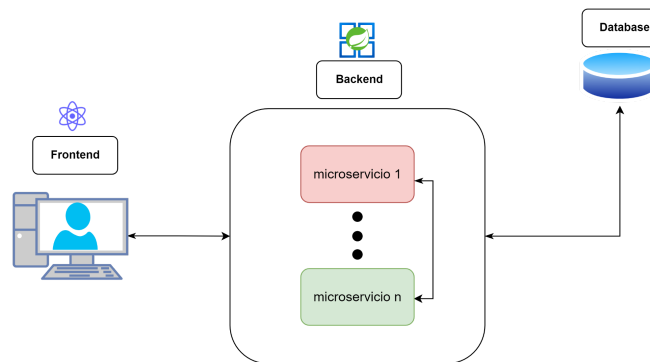 Frontend
Backend
Database
microservicio 1
microservicio n